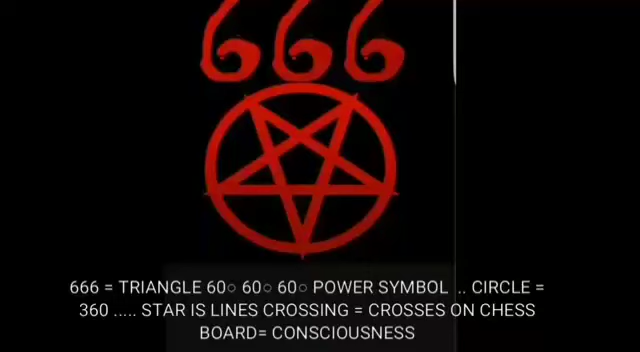 666
666 = TRIANGLE 60○ 60○ 60○ POWER SYMBOL .. CIRCLE =
360 ..... STAR IS LINES CROSSING = CROSSES ON CHESS
BOARD= CONSCIOUSNESS